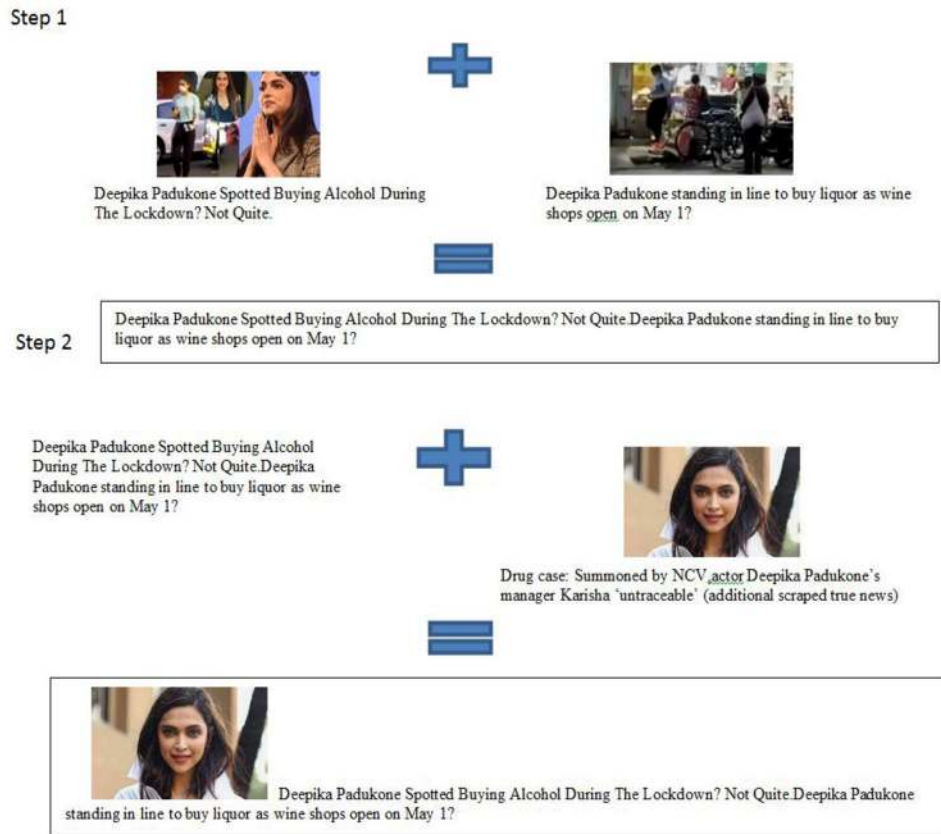 Step 1
Deepika Padukone Spotted Buying Alcohol During
The Lockdown? Not Quite.
Deepika Padukone standing in line to buy liquor as wine
shops open on May 1?
Deepika Padukone Spotted Buying Alcohol During The Lockdown? Not Quite.Deepika Padukone standing in line to buy
liquor as wine shops open on May 1?
Step 2
Deepika Padukone Spotted Buying Alcohol
During The Lockdown? Not Quite.Deepika
Padukone standing in line to buy liquor as wine
shops open on May 1?
Drug case: Summoned by NCV,actor Deepika Padukone's
manager Karisha ‘untraceable’ (additional scraped true news)
Deepika Padukone Spotted Buying Alcohol During The Lockdown? Not Quite.Deepika Padukone
standing in line to buy liquor as wine shops open on May 1?